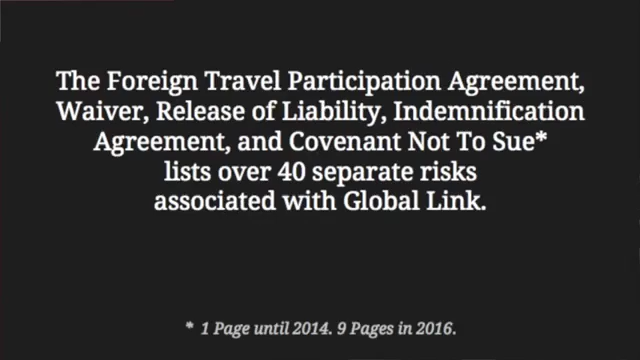 The Foreign Travel Participation Agreement,
Waiver, Release of Liability, Indemnification
Agreement, and Covenant Not To Sue*
lists over 40 separate risks
associated with Global Link.
* 1 Page until 2014. 9 Pages in 2016.